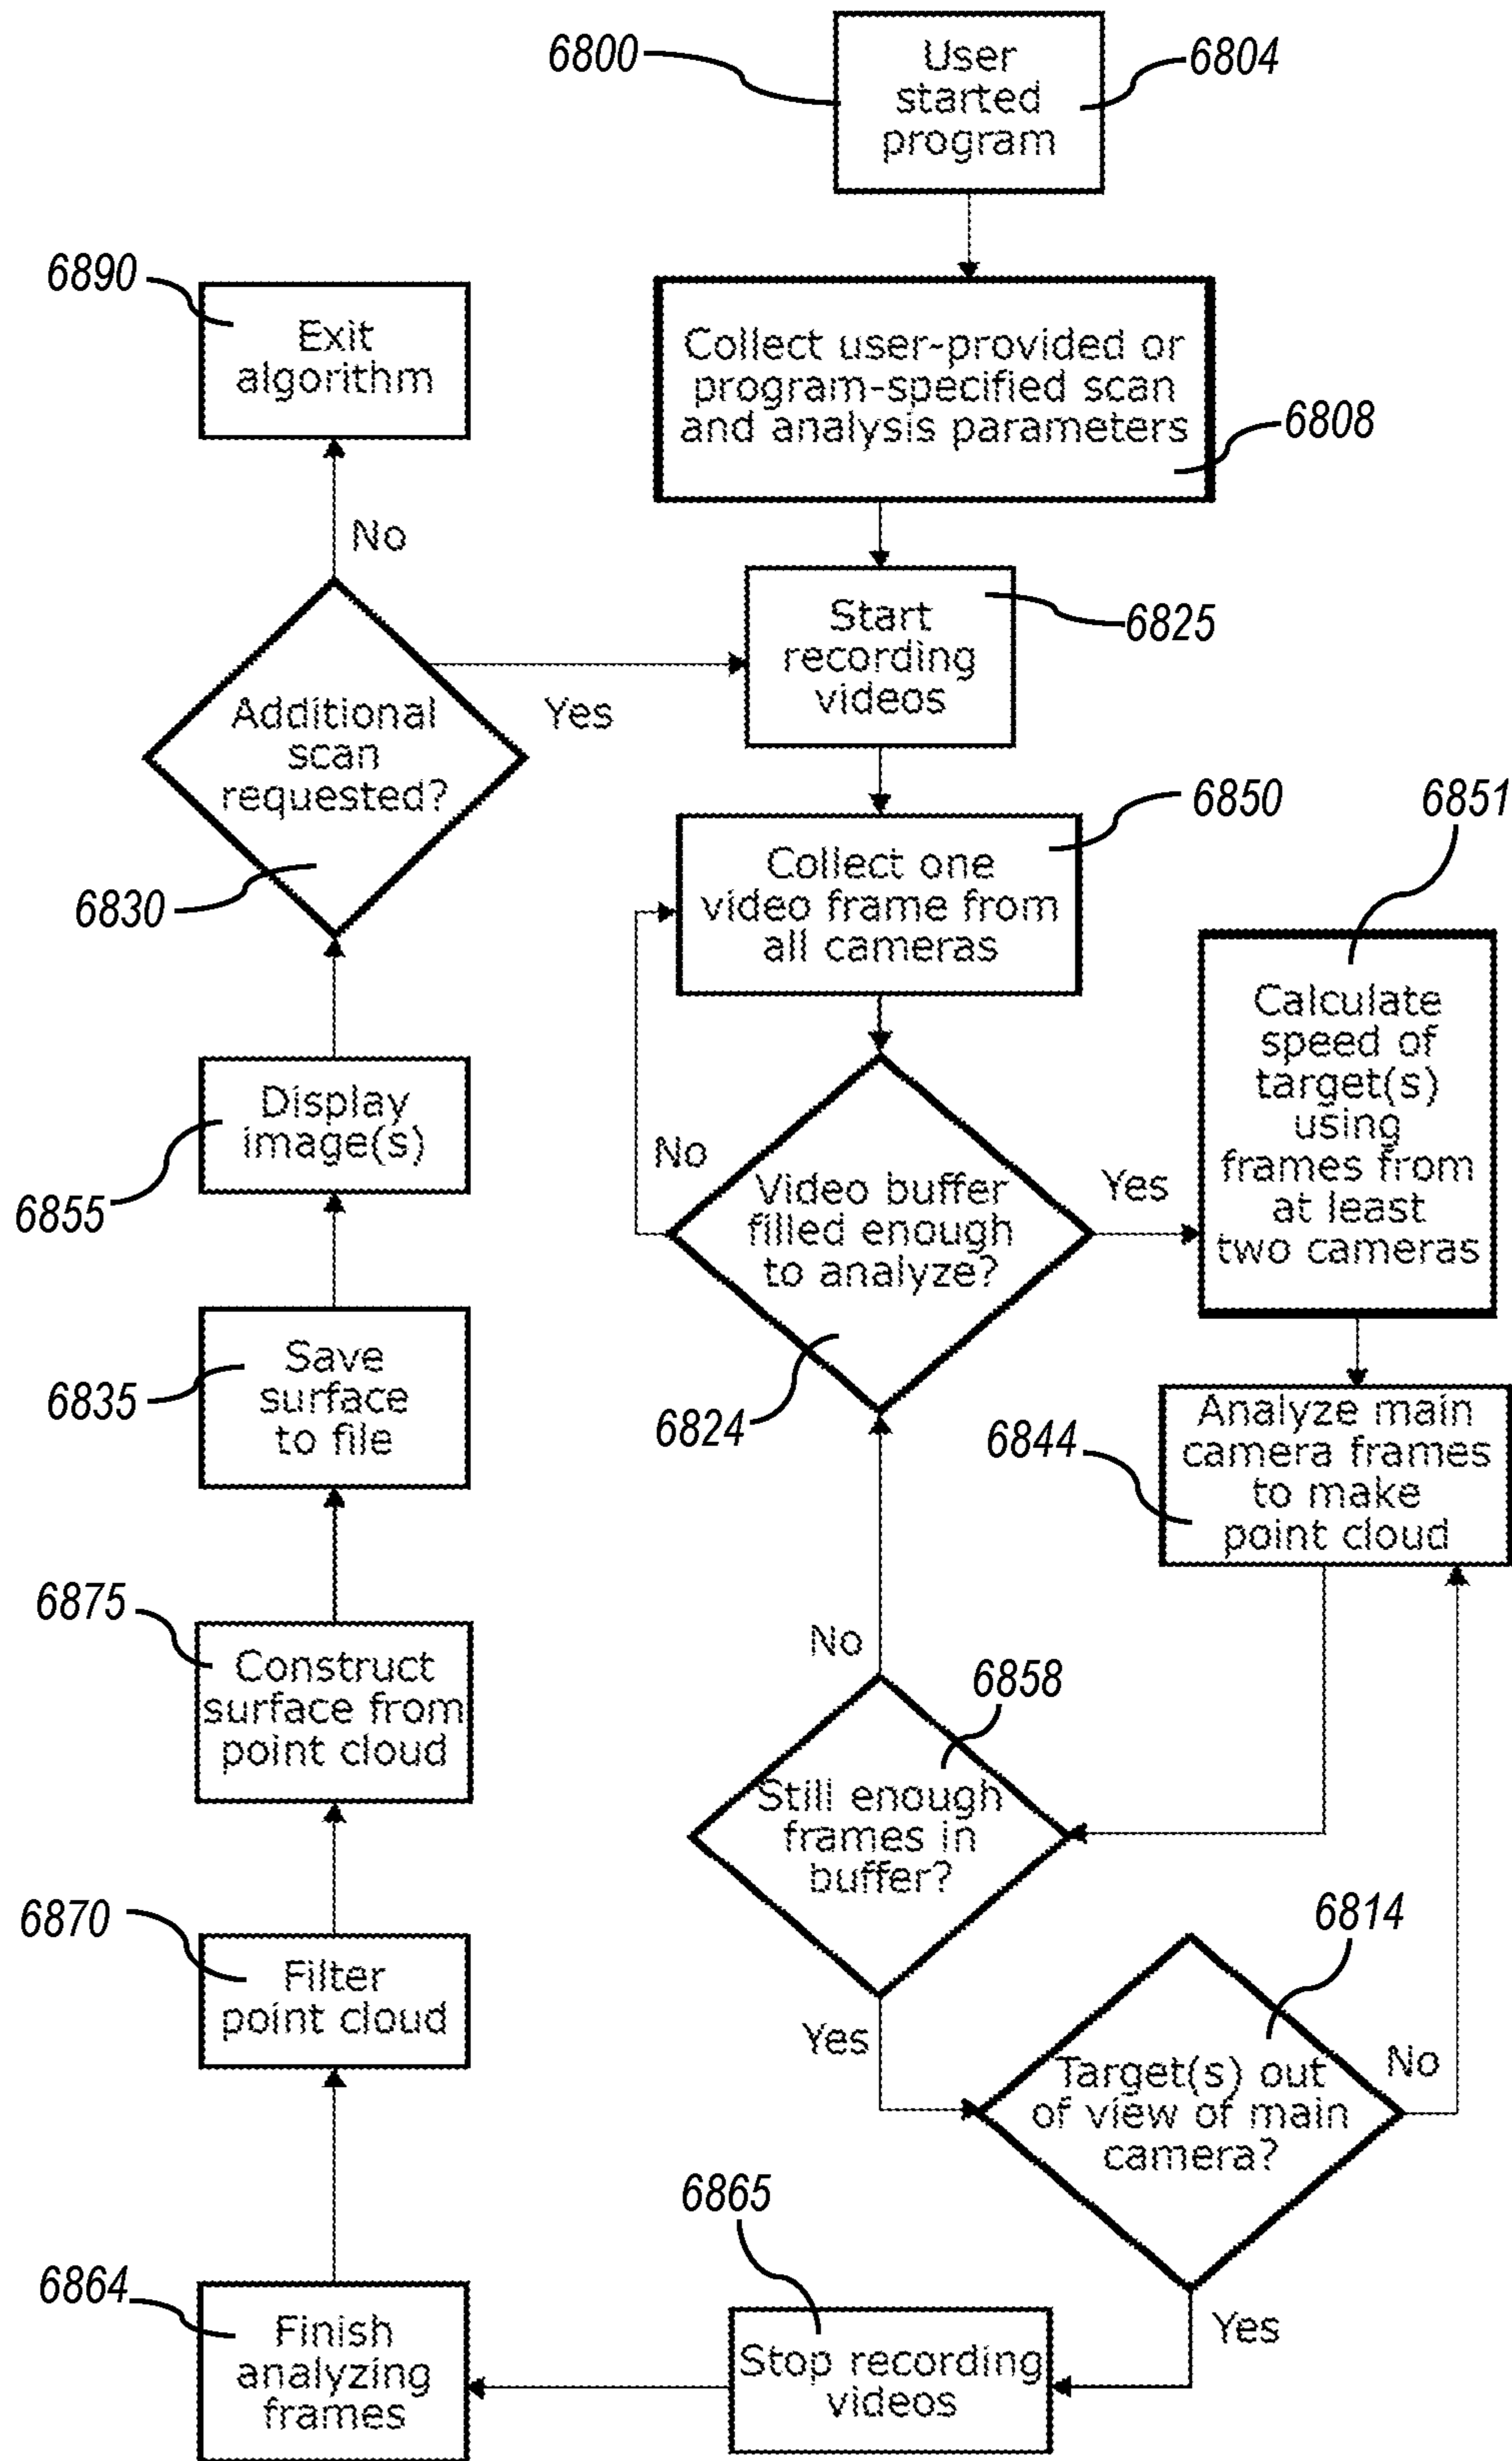 6800
User
started
program
6804
Collect user-provided or
program-specified scan
and analysis parameters
6808
Start
recording
videos
6825
Collect one
video frame from
all cameras
6850
Video buffer
filled enough
to analyze?
6824
No
Yes
6851
Calculate
speed of
target(s)
using
frames from
at least
two cameras
Analyze main
camera frames
to make
point cloud
6844
Still enough
frames in
buffer?
6858
No
Yes
6814
Target(s) out
of view of main
camera?
No
Yes
6865
Stop recording
videos
6864
Finish
analyzing
frames
6870
Filter
point cloud
6875
Construct
surface from
point cloud
6835
Save
surface
to file
6855
Display
image(s)
6830
Additional
scan
requested?
Yes
No
6890
Exit
algorithm